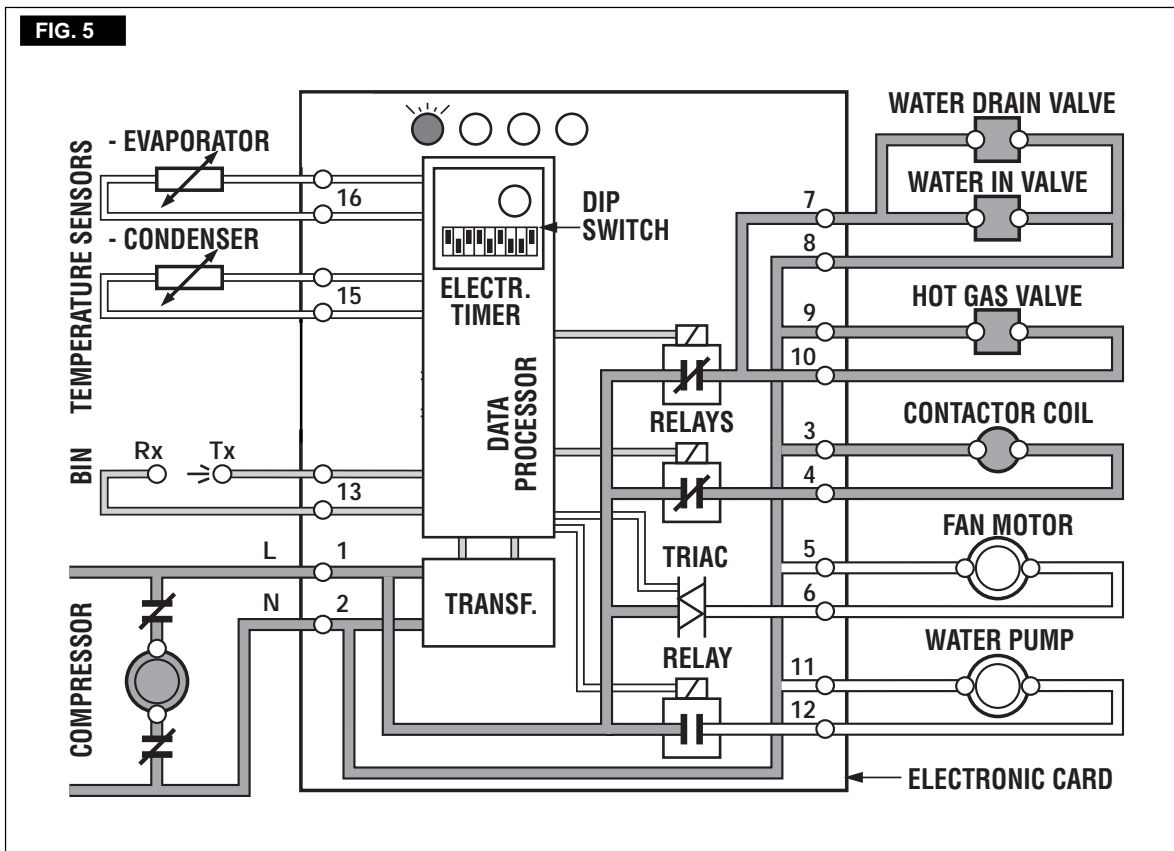 FIG. 5
WATER DRAIN VALVE
- EVAPORATOR
16
WATER IN VALVE
7
DIP
SWITCH
TEMPERATURE SENSORS
- CONDENSER
15
8
ELECTR.
TIMER
HOT GAS VALVE
9
10
DATA
PROCESSOR
RELAYS
CONTACTOR COIL
3
4
BIN
Rx
Tx
13
FAN MOTOR
5
6
TRIAC
L
1
N
2
TRANSF.
COMPRESSOR
RELAY
WATER PUMP
11
12
ELECTRONIC CARD